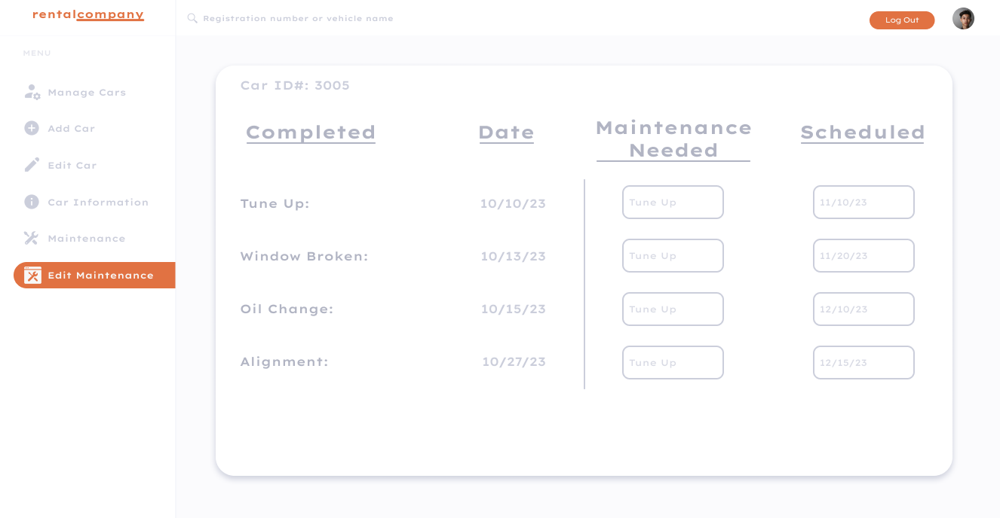 rentalcompany
Registration number or vehicle name
Log Out
MENU
Manage Cars
Add Car
Edit Car
Car Information
Maintenance
Edit Maintenance
Car ID#: 3005
Completed Date Maintenance Needed Scheduled
Tune Up: 10/10/23 Tune Up 11/10/23
Window Broken: 10/13/23 Tune Up 11/20/23
Oil Change: 10/15/23 Tune Up 12/10/23
Alignment: 10/27/23 Tune Up 12/15/23